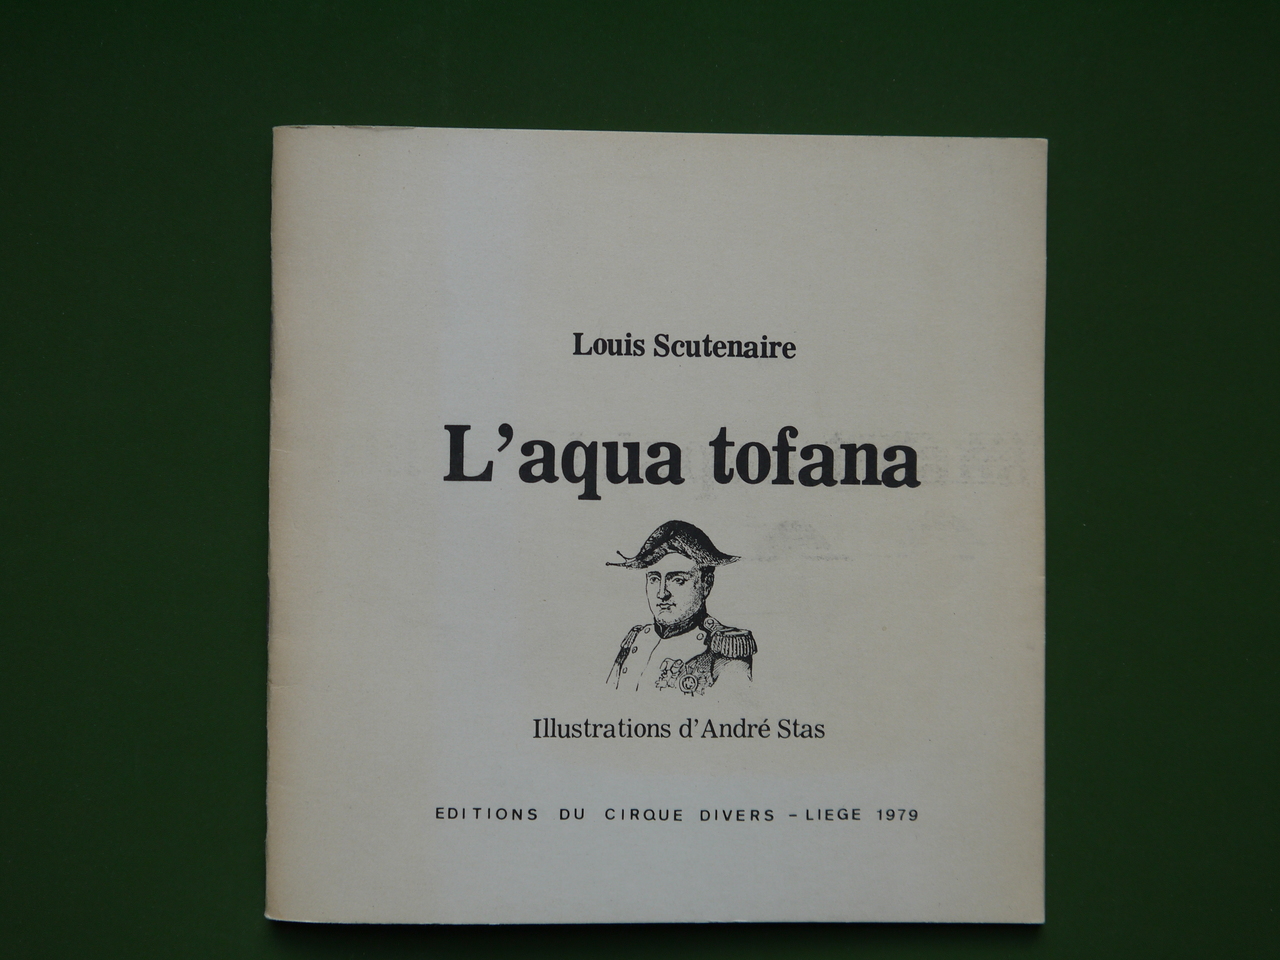 Louis Scutenaire
L'aqua tofana
Illustrations d'André Stas
EDITIONS DU CIRQUE DIVERS - LIEGE 1979